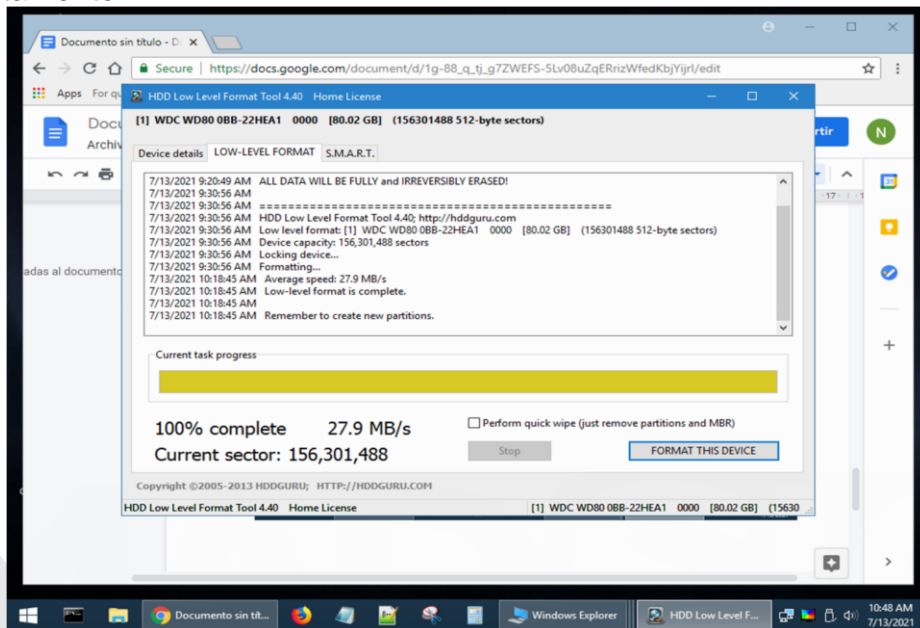 Documento sin título - D
Secure | https://docs.google.com/document/d/1g-88_q_tj_g7ZWEFS-5Lv08uZqERrizWfedKbjYijrl/edit
Apps For qu
HDD Low Level Format Tool 4.40 Home License
Docu
Archiv
rtir
N
[1] WDC WD80 0BB-22HEA1 0000 [80.02 GB] (156301488 512-byte sectors)
Device details LOW-LEVEL FORMAT S.M.A.R.T.
7/13/2021 9:20:49 AM ALL DATA WILL BE FULLY and IRREVERSIBLY ERASED!
7/13/2021 9:30:56 AM
7/13/2021 9:30:56 AM ================================================
7/13/2021 9:30:56 AM HDD Low Level Format Tool 4.40; http://hddguru.com
7/13/2021 9:30:56 AM Low level format: [1] WDC WD80 0BB-22HEA1 0000 [80.02 GB] (156301488 512-byte sectors)
7/13/2021 9:30:56 AM Device capacity: 156,301,488 sectors
7/13/2021 9:30:56 AM Locking device...
7/13/2021 9:30:56 AM Formatting...
7/13/2021 10:18:45 AM Average speed: 27.9 MB/s
7/13/2021 10:18:45 AM Low-level format is complete.
7/13/2021 10:18:45 AM
7/13/2021 10:18:45 AM Remember to create new partitions.
17
31
adas al documento
Current task progress
100% complete 27.9 MB/s
Perform quick wipe (just remove partitions and MBR)
Current sector: 156,301,488
Stop
FORMAT THIS DEVICE
Copyright ©2005-2013 HDDGURU; HTTP://HDDGURU.COM
HDD Low Level Format Tool 4.40 Home License [1] WDC WD80 0BB-22HEA1 0000 [80.02 GB] (15630
Documento sin tít...
Windows Explorer
HDD Low Level F...
10:48 AM
7/13/2021